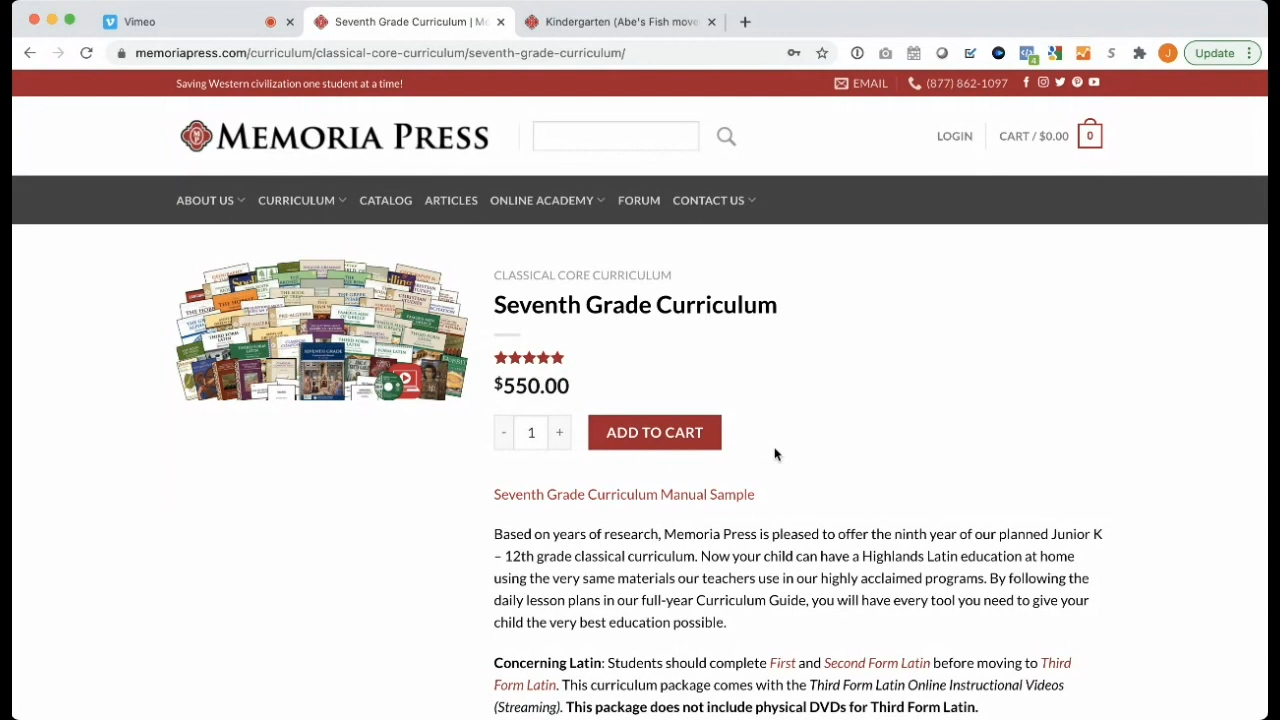 Vimeo
Seventh Grade Curriculum | Me
Kindergarten (Abe's Fish move
memoriapress.com/curriculum/classical-core-curriculum/seventh-grade-curriculum/
4
J
Update
Saving Western civilization one student at a time!
EMAIL
(877) 862-1097
MEMORIA PRESS
LOGIN
CART / $0.00
0
ABOUT US
CURRICULUM
CATALOG
ARTICLES
ONLINE ACADEMY
FORUM
CONTACT US
CLASSICAL CORE CURRICULUM
Seventh Grade Curriculum
$550.00
- 1 +
ADD TO CART
Seventh Grade Curriculum Manual Sample
Based on years of research, Memoria Press is pleased to offer the ninth year of our planned Junior K
– 12th grade classical curriculum. Now your child can have a Highlands Latin education at home
using the very same materials our teachers use in our highly acclaimed programs. By following the
daily lesson plans in our full-year Curriculum Guide, you will have every tool you need to give your
child the very best education possible.
Concerning Latin: Students should complete First and Second Form Latin before moving to Third
Form Latin. This curriculum package comes with the Third Form Latin Online Instructional Videos
(Streaming). This package does not include physical DVDs for Third Form Latin.